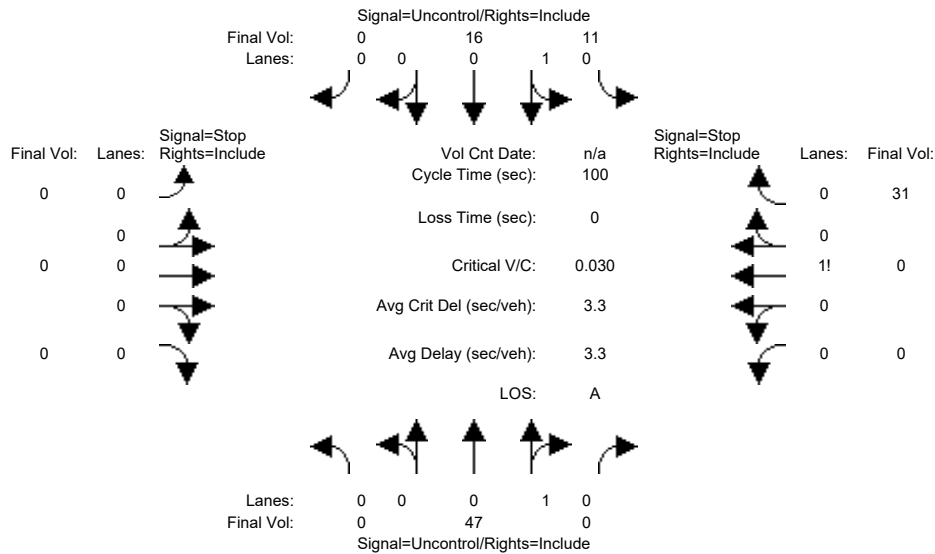 Signal=Uncontrol/Rights=Include
Final Vol: 0 16 11
Lanes: 0 0 0 1 0
Signal=Stop Signal=Stop
Final Vol: Lanes: Rights=Include Vol Cnt Date: n/a Rights=Include Lanes: Final Vol:
Cycle Time (sec): 100
0 0 0 31
Loss Time (sec): 0
0 0
0 0 Critical V/C: 0.030 1! 0
0 Avg Crit Del (sec/veh): 3.3 0
0 0 Avg Delay (sec/veh): 3.3 0 0
LOS: A
Lanes: 0 0 0 1 0
Final Vol: 0 47 0
Signal=Uncontrol/Rights=Include